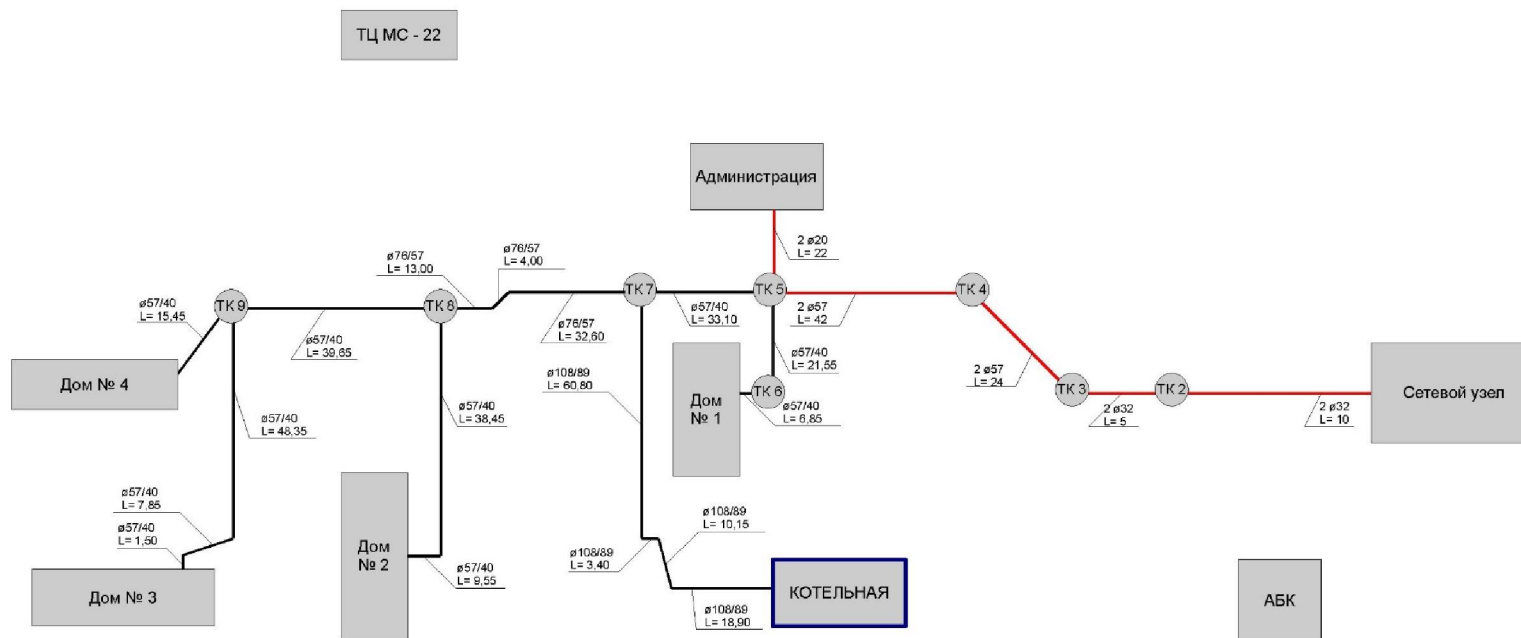 ТЦ МС - 22
Администрация
2 ø20
L= 22
ø76/57
L= 13,00
ø76/57
L= 4,00
ТК 9
ТК 8
ТК 7
ТК 5
ТК 4
ø57/40
L= 15,45
ø57/40
L= 39,65
ø76/57
L= 32,60
ø57/40
L= 33,10
2 ø57
L= 42
Дом № 4
ø57/40
L= 21,55
ø108/89
L= 60,80
Дом
№ 1
ТК 6
ø57/40
L= 6,85
2 ø57
L= 24
ТК 3
ТК 2
2 ø32
L= 5
2 ø32
L= 10
Сетевой узел
ø57/40
L= 48,35
ø57/40
L= 38,45
ø57/40
L= 7,85
ø57/40
L= 1,50
Дом № 3
Дом
№ 2
ø57/40
L= 9,55
ø108/89
L= 3,40
ø108/89
L= 10,15
ø108/89
L= 18,90
КОТЕЛЬНАЯ
АБК